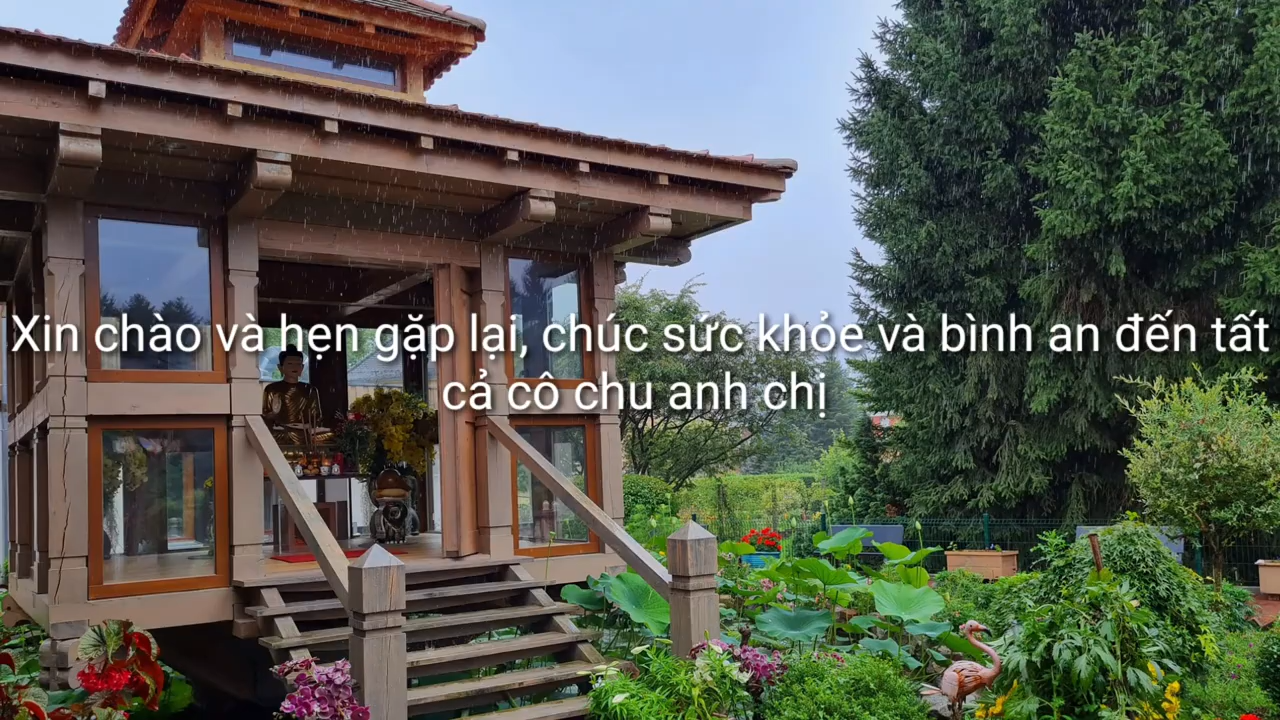 Xin chào và hẹn gặp lại, chúc sức khỏe và bình an đến tất
cả cô chu anh chị